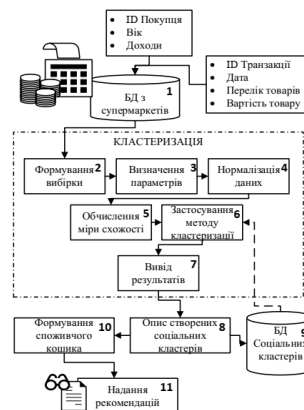 • ID Покупця
• Вік
• Доходи
• ID Транзакції
• Дата
• Перелік товарів
• Вартість товару
1
БД з
супермаркетів
КЛАСТЕРИЗАЦІЯ
Формування 2
вибірки
Визначення 3
параметрів
Нормалізація 4
даних
Обчислення 5
міри схожості
Застосування 6
методу
кластеризації
7
Вивід
результатів
Формування 10
споживчого
кошика
Опис створених 8
соціальних
кластерів
БД 9
Соціальних
кластерів
Надання 11
рекомендацій